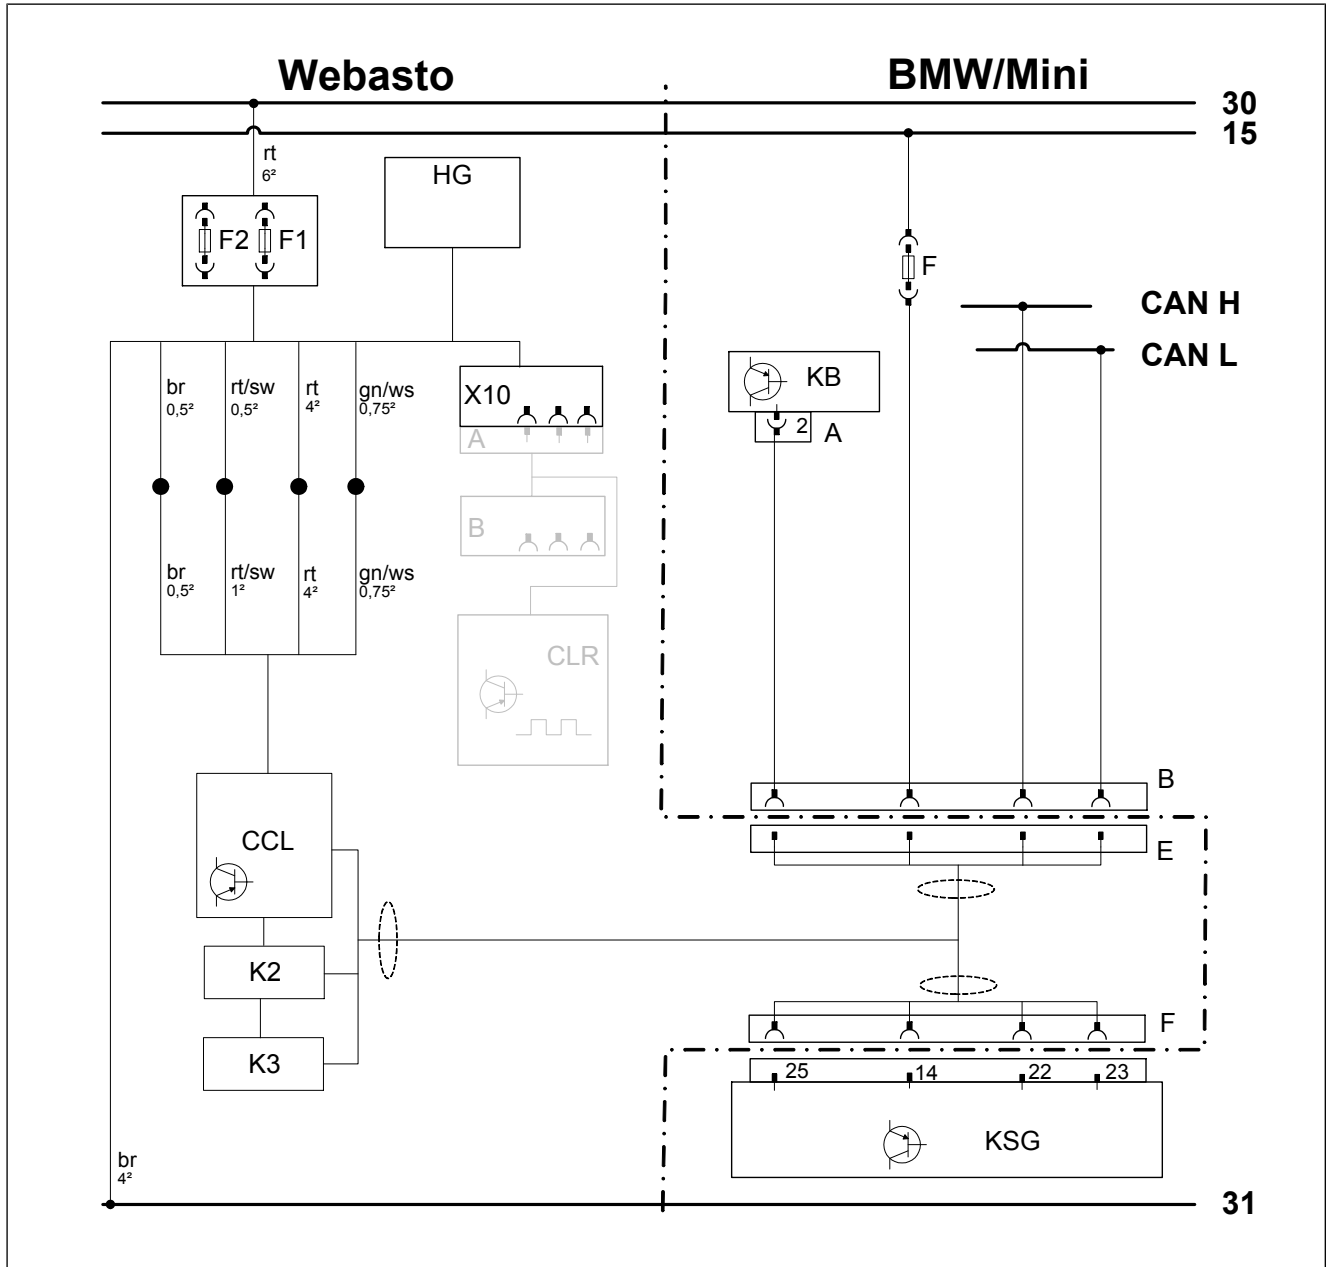 Webasto
BMW/Mini
30
15
rt
6²
HG
F2
F1
F
CAN H
CAN L
KB
2
A
X10
A
br
0,5²
rt/sw
0,5²
rt
4²
gn/ws
0,75²
B
br
0,5²
rt/sw
1²
rt
4²
gn/ws
0,75²
CLR
B
E
CCL
K2
K3
F
25
14
22
23
KSG
br
4²
31